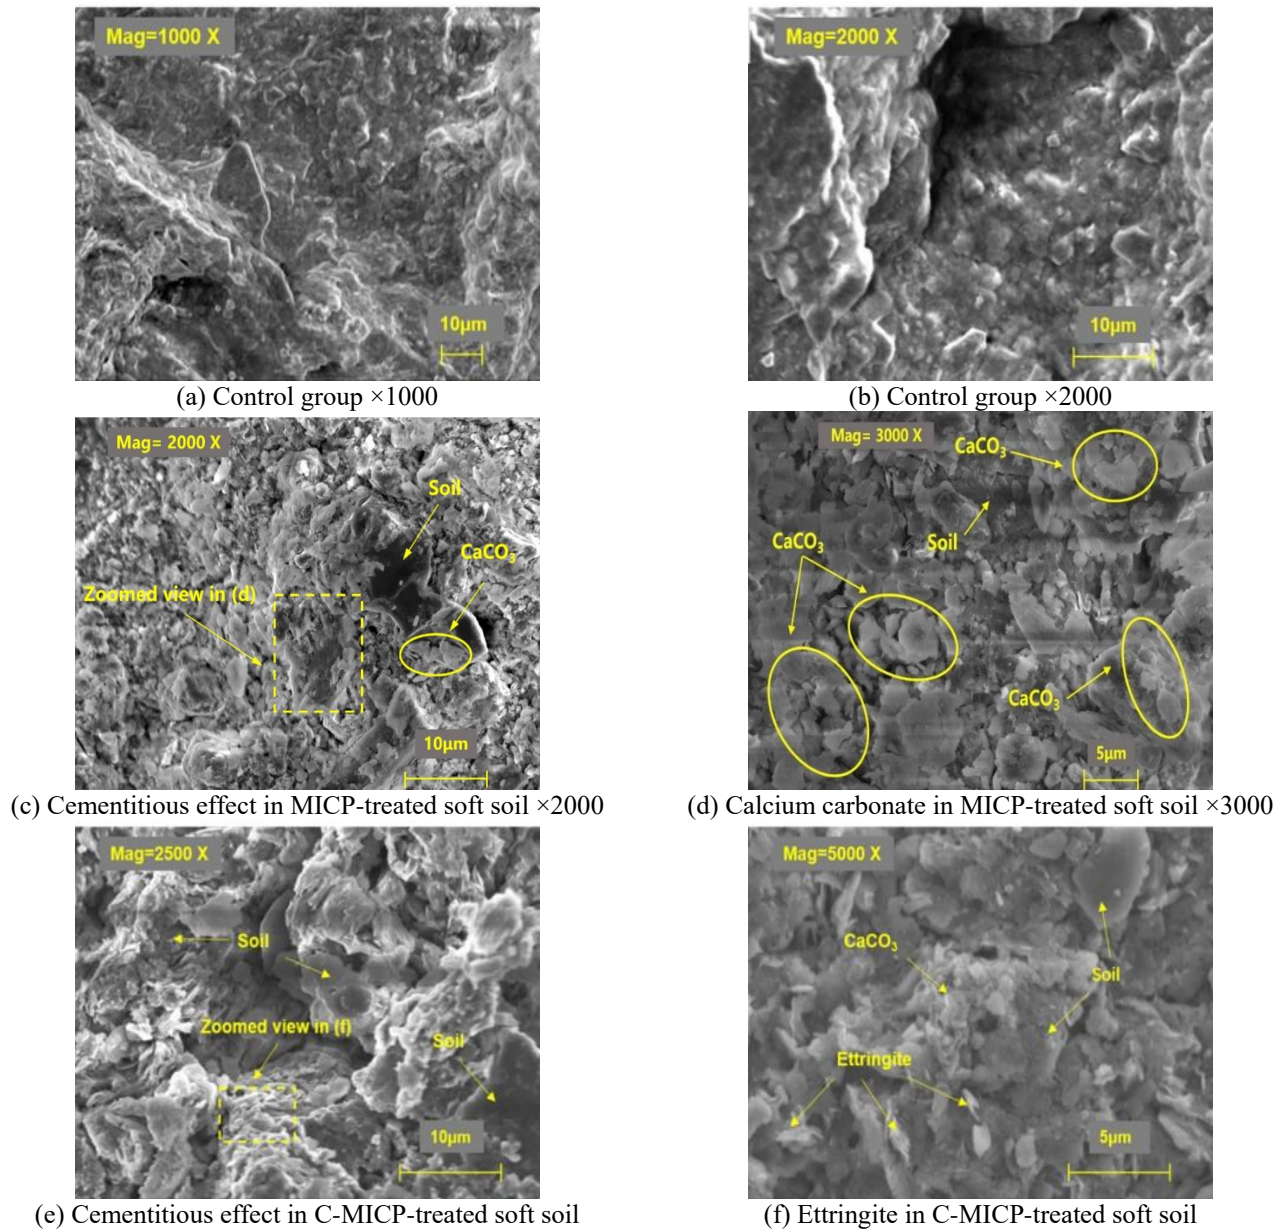 Mag=1000 X
10µm
(a) Control group ×1000
Mag=2000 X
10µm
(b) Control group ×2000
Mag= 2000 X
Soil
CaCO₃
Zoomed view in (d)
10µm
(c) Cementitious effect in MICP-treated soft soil ×2000
Mag= 3000 X
CaCO₃
Soil
CaCO₃
CaCO₃
5µm
(d) Calcium carbonate in MICP-treated soft soil ×3000
Mag=2500 X
Soil
Zoomed view in (f)
Soil
10µm
(e) Cementitious effect in C-MICP-treated soft soil
Mag=5000 X
CaCO₃
Soil
Ettringite
5µm
(f) Ettringite in C-MICP-treated soft soil